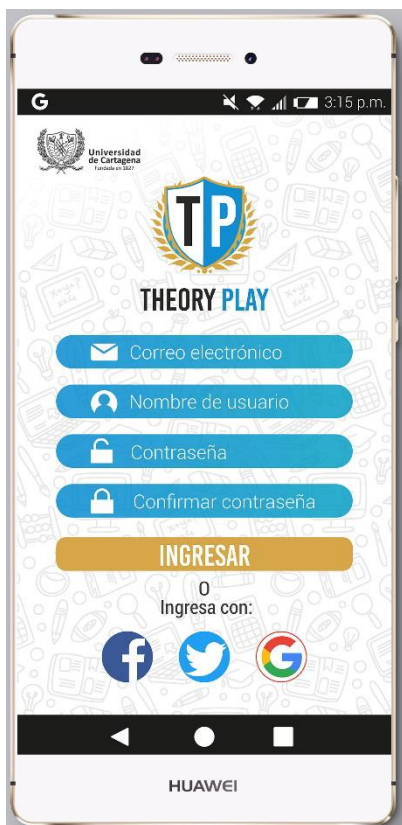 G
3:15 p.m.
Universidad
de Cartagena
Fundada en 1827
TP
THEORY PLAY
Correo electrónico
Nombre de usuario
Contraseña
Confirmar contraseña
INGRESAR
O
Ingresa con:
f
G
HUAWEI